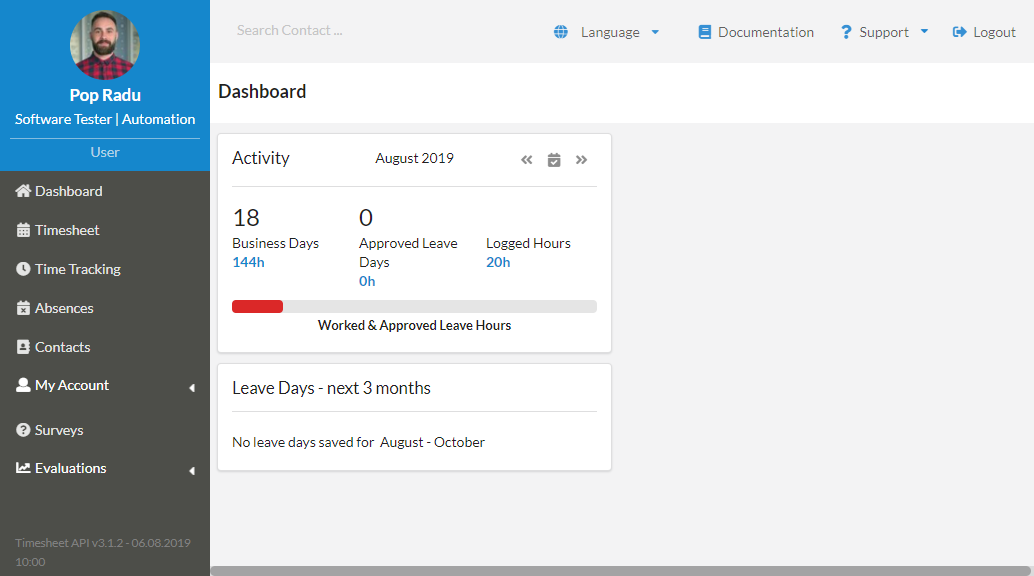 Pop Radu
Software Tester | Automation
User
Dashboard
Timesheet
Time Tracking
Absences
Contacts
My Account
Surveys
Evaluations
Timesheet API v3.1.2 - 06.08.2019
10:00
Search Contact ...
Language
Documentation
Support
Logout
Dashboard
Activity
August 2019
18
Business Days
144h
0
Approved Leave
Days
0h
Logged Hours
20h
Worked & Approved Leave Hours
Leave Days - next 3 months
No leave days saved for August - October